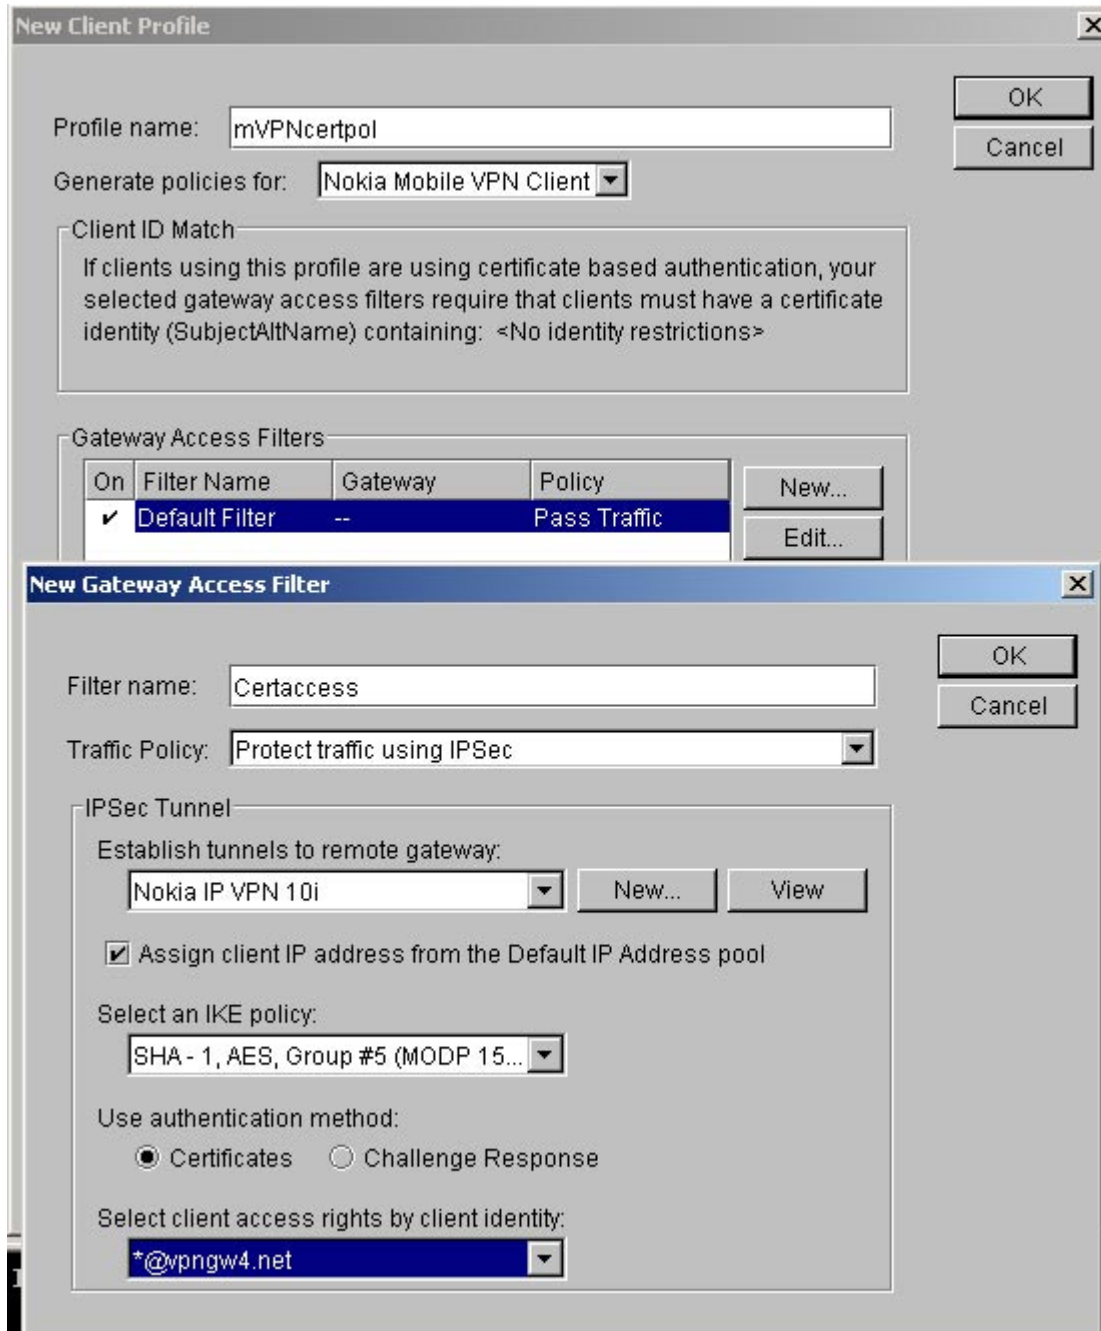 New Client Profile
OK
Profile name: mVPNcertpol
Cancel
Generate policies for: Nokia Mobile VPN Client
Client ID Match
If clients using this profile are using certificate based authentication, your
selected gateway access filters require that clients must have a certificate
identity (SubjectAltName) containing: <No identity restrictions>
Gateway Access Filters
On Filter Name Gateway Policy
New...
Default Filter -- Pass Traffic
Edit...
New Gateway Access Filter
OK
Filter name: Certaccess
Cancel
Traffic Policy: Protect traffic using IPSec
IPSec Tunnel
Establish tunnels to remote gateway:
Nokia IP VPN 10i New... View
Assign client IP address from the Default IP Address pool
Select an IKE policy:
SHA - 1, AES, Group #5 (MODP 15...
Use authentication method:
Certificates Challenge Response
Select client access rights by client identity:
*@vpngw4.net